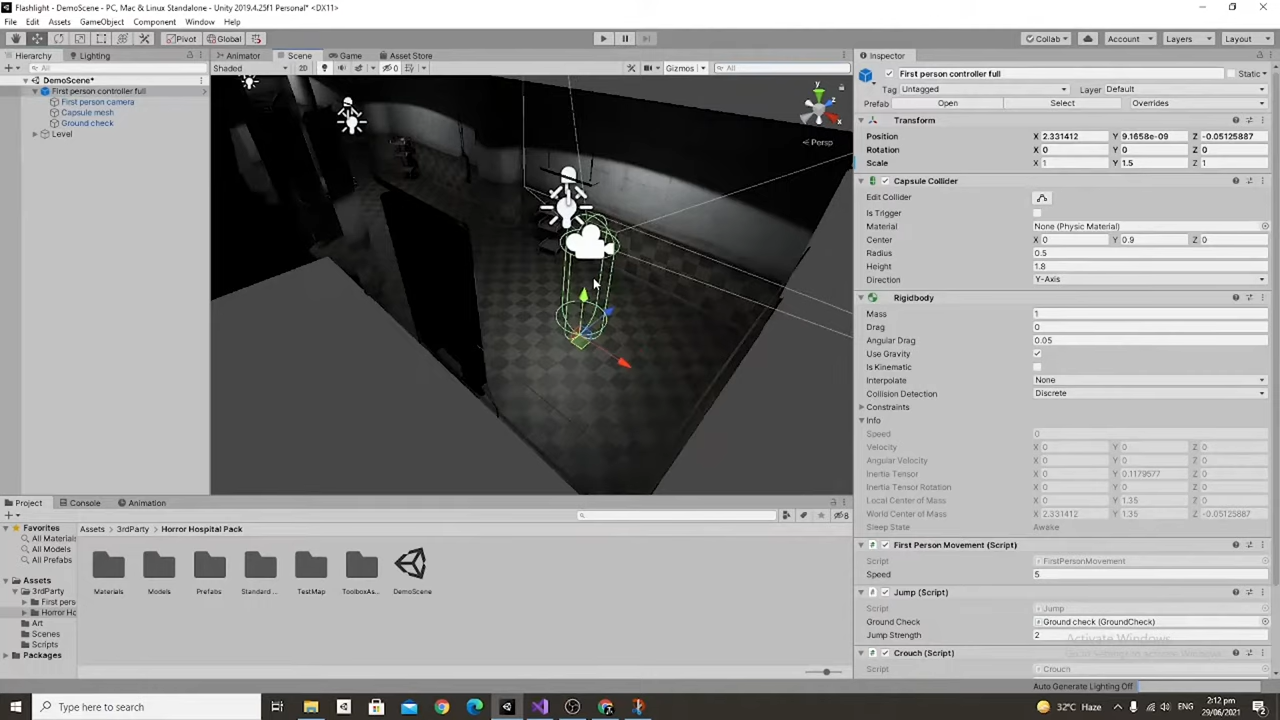 Flashlight - DemoScene - PC, Mac & Linux Standalone - Unity 2019.4.25f1 Personal* <DX11>
File Edit Assets GameObject Component Window Help
Pivot Global Collab Account Layers Layout
Hierarchy Lighting
All
DemoScene*
First person controller full
First person camera
Capsule mesh
Ground check
Level
Animator Scene Game Asset Store
Shaded 2D 0 Gizmos All
y
z
x
Persp
Inspector
First person controller full Static
Tag Untagged Layer Default
Prefab Open Select Overrides
Transform
Position X 2.331412 Y 9.1658e-09 Z -0.05125887
Rotation X 0 Y 0 Z 0
Scale X 1 Y 1.5 Z 1
Capsule Collider
Edit Collider
Is Trigger
Material None (Physic Material)
Center X 0 Y 0.9 Z 0
Radius 0.5
Height 1.8
Direction Y-Axis
Rigidbody
Mass 1
Drag 0
Angular Drag 0.05
Use Gravity
Is Kinematic
Interpolate None
Collision Detection Discrete
Constraints
Info
Speed 0
Velocity X 0 Y 0 Z 0
Angular Velocity X 0 Y 0 Z 0
Inertia Tensor X 0 Y 0.1179577 Z 0
Inertia Tensor Rotation X 0 Y 0 Z 0
Local Center of Mass X 0 Y 1.35 Z 0
World Center of Mass X 2.331412 Y 1.35 Z -0.05125887
Sleep State Awake
First Person Movement (Script)
Script FirstPersonMovement
Speed 5
Jump (Script)
Script Jump
Ground Check Ground check (GroundCheck)
Jump Strength 2
Activate Windows
Crouch (Script)
Script Crouch
Auto Generate Lighting Off
Project Console Animation
8
Favorites
All Materials
All Models
All Prefabs
Assets
3rdParty
First pers
Horror Ho
Art
Scenes
Scripts
Packages
Assets > 3rdParty > Horror Hospital Pack
Materials Models Prefabs Standard ... TestMap ToolboxAs... DemoScene
Type here to search
32°C Haze ENG 2:12 pm
29/06/2021 2